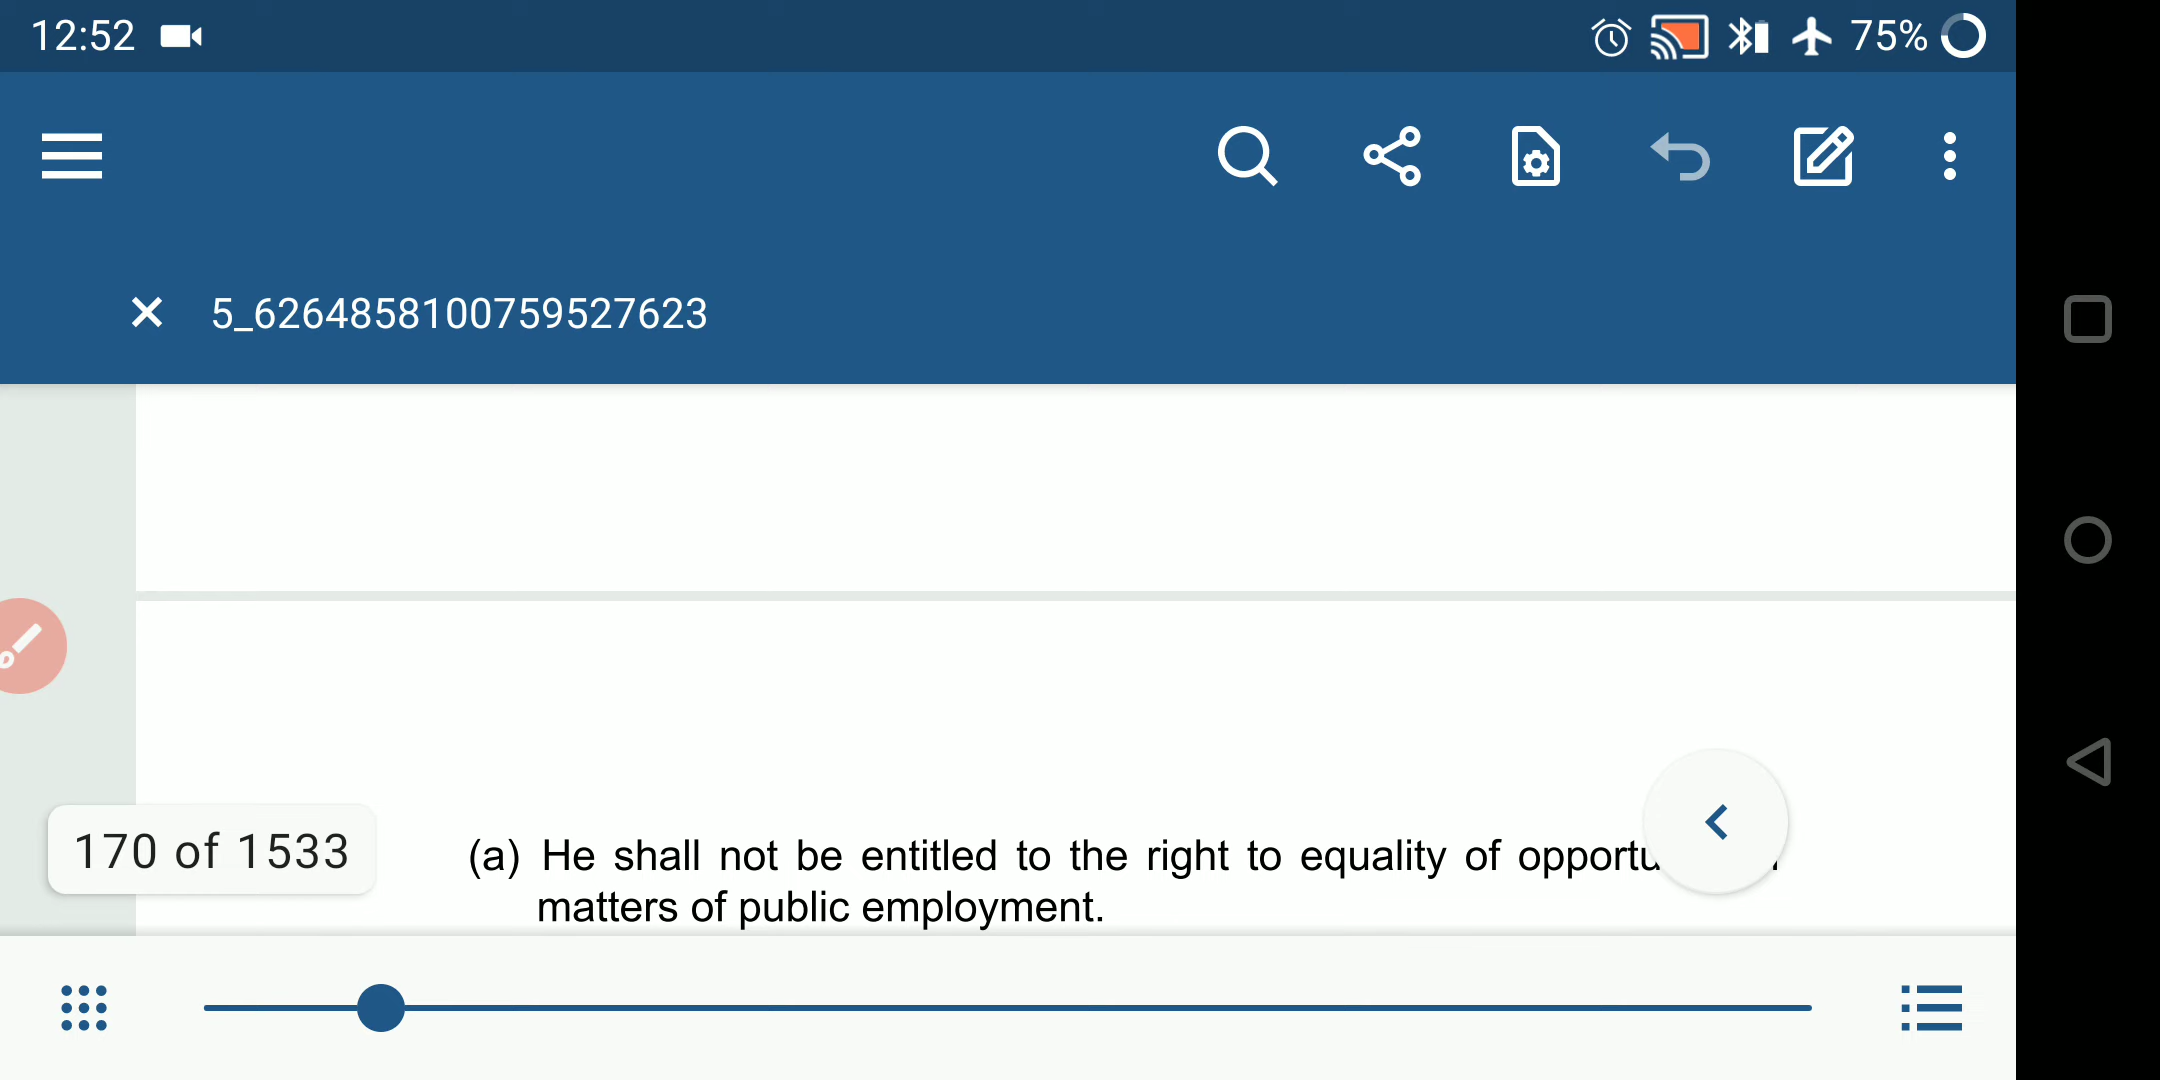 12:52
75%
5_6264858100759527623
170 of 1533
(a) He shall not be entitled to the right to equality of
matters of public employment.